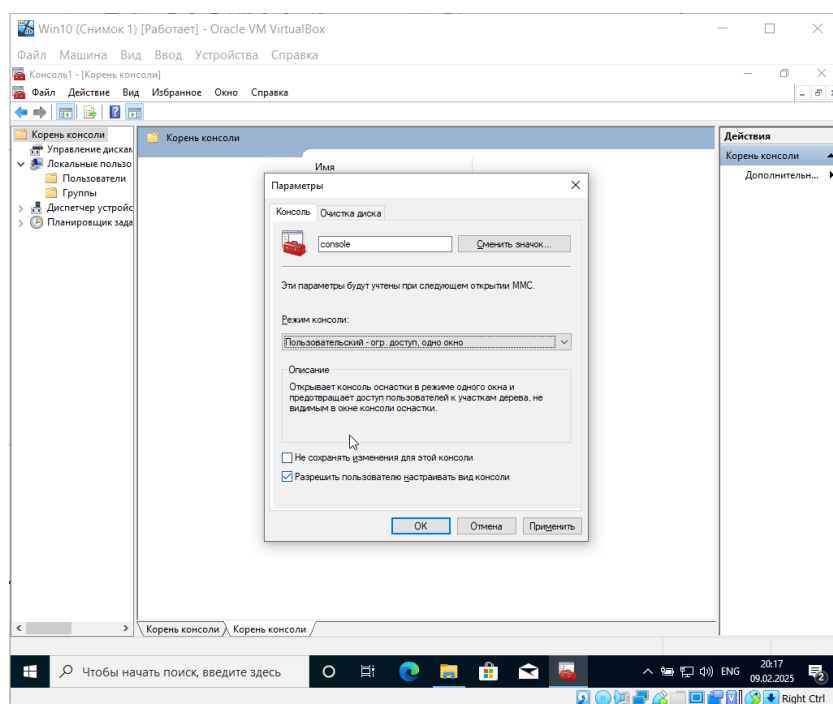 Win10 (Снимок 1) [Работает] - Oracle VM VirtualBox
Файл Машина Вид Ввод Устройства Справка
Консоль1 - [Корень консоли]
Файл Действие Вид Избранное Окно Справка
Корень консоли
Управление дискам
Локальные пользо
Пользователи
Группы
Диспетчер устройс
Планировщик зада
Корень консоли
Имя
Действия
Корень консоли
Дополнительн...
Параметры
Консоль Очистка диска
console
Сменить значок...
Эти параметры будут учтены при следующем открытии MMC.
Режим консоли:
Пользовательский - огр. доступ, одно окно
Описание
Открывает консоль оснастки в режиме одного окна и
предотвращает доступ пользователей к участкам дерева, не
видимым в окне консоли оснастки.
Не сохранять изменения для этой консоли
Разрешить пользователю настраивать вид консоли
OK Отмена Применить
Корень консоли Корень консоли
Чтобы начать поиск, введите здесь
ENG
20:17
09.02.2025
2
Right Ctrl